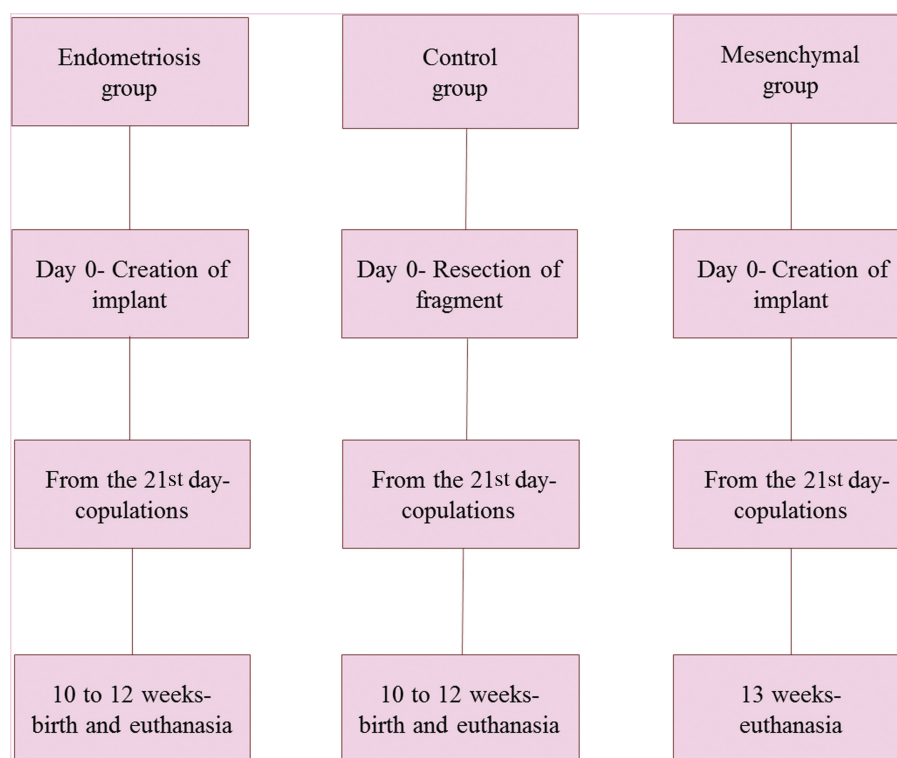 Endometriosis
group
Control
group
Mesenchymal
group
Day 0- Creation of
implant
Day 0- Resection of
fragment
Day 0- Creation of
implant
From the 21st day-
copulations
From the 21st day-
copulations
From the 21st day-
copulations
10 to 12 weeks-
birth and euthanasia
10 to 12 weeks-
birth and euthanasia
13 weeks-
euthanasia